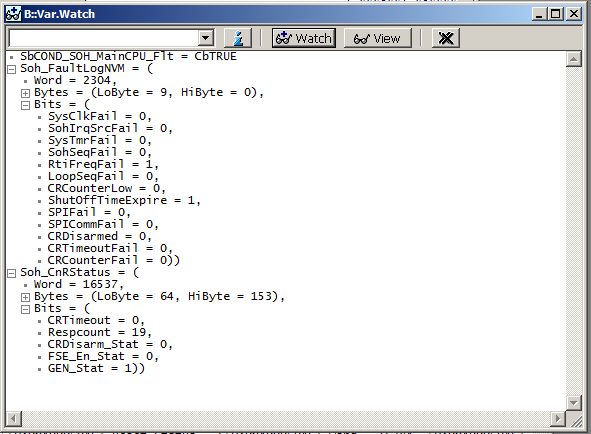 B::Var.Watch
Watch
View
SbCOND_SOH_MainCPU_Flt = CbTRUE
Soh_FaultLogNVM = (
Word = 2304,
Bytes = (LoByte = 9, HiByte = 0),
Bits = (
SysClkFail = 0,
SohIrqSrcFail = 0,
SysTmrFail = 0,
SohSeqFail = 0,
RtiFreqFail = 1,
LoopSeqFail = 0,
CRCounterLow = 0,
ShutOffTimeExpire = 1,
SPIFail = 0,
SPICommFail = 0,
CRDisarmed = 0,
CRTimeoutFail = 0,
CRCounterFail = 0))
Soh_CnRStatus = (
Word = 16537,
Bytes = (LoByte = 64, HiByte = 153),
Bits = (
CRTimeout = 0,
Respcount = 19,
CRDisarm_Stat = 0,
FSE_En_Stat = 0,
GEN_Stat = 1))